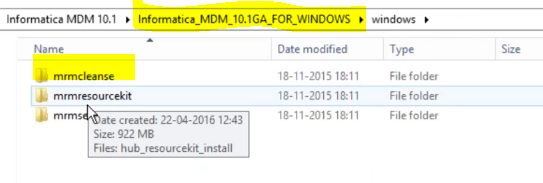 Informatica MDM 10.1 ▸ Informatica_MDM_10.1GA_FOR_WINDOWS ▸ windows ▸
Name Date modified Type Size
mrmcleanse 18-11-2015 18:11 File folder
mrmresourcekit 18-11-2015 18:11 File folder
mrmse 18-11-2015 18:11 File folder
Date created: 22-04-2016 12:43
Size: 922 MB
Files: hub_resourcekit_install